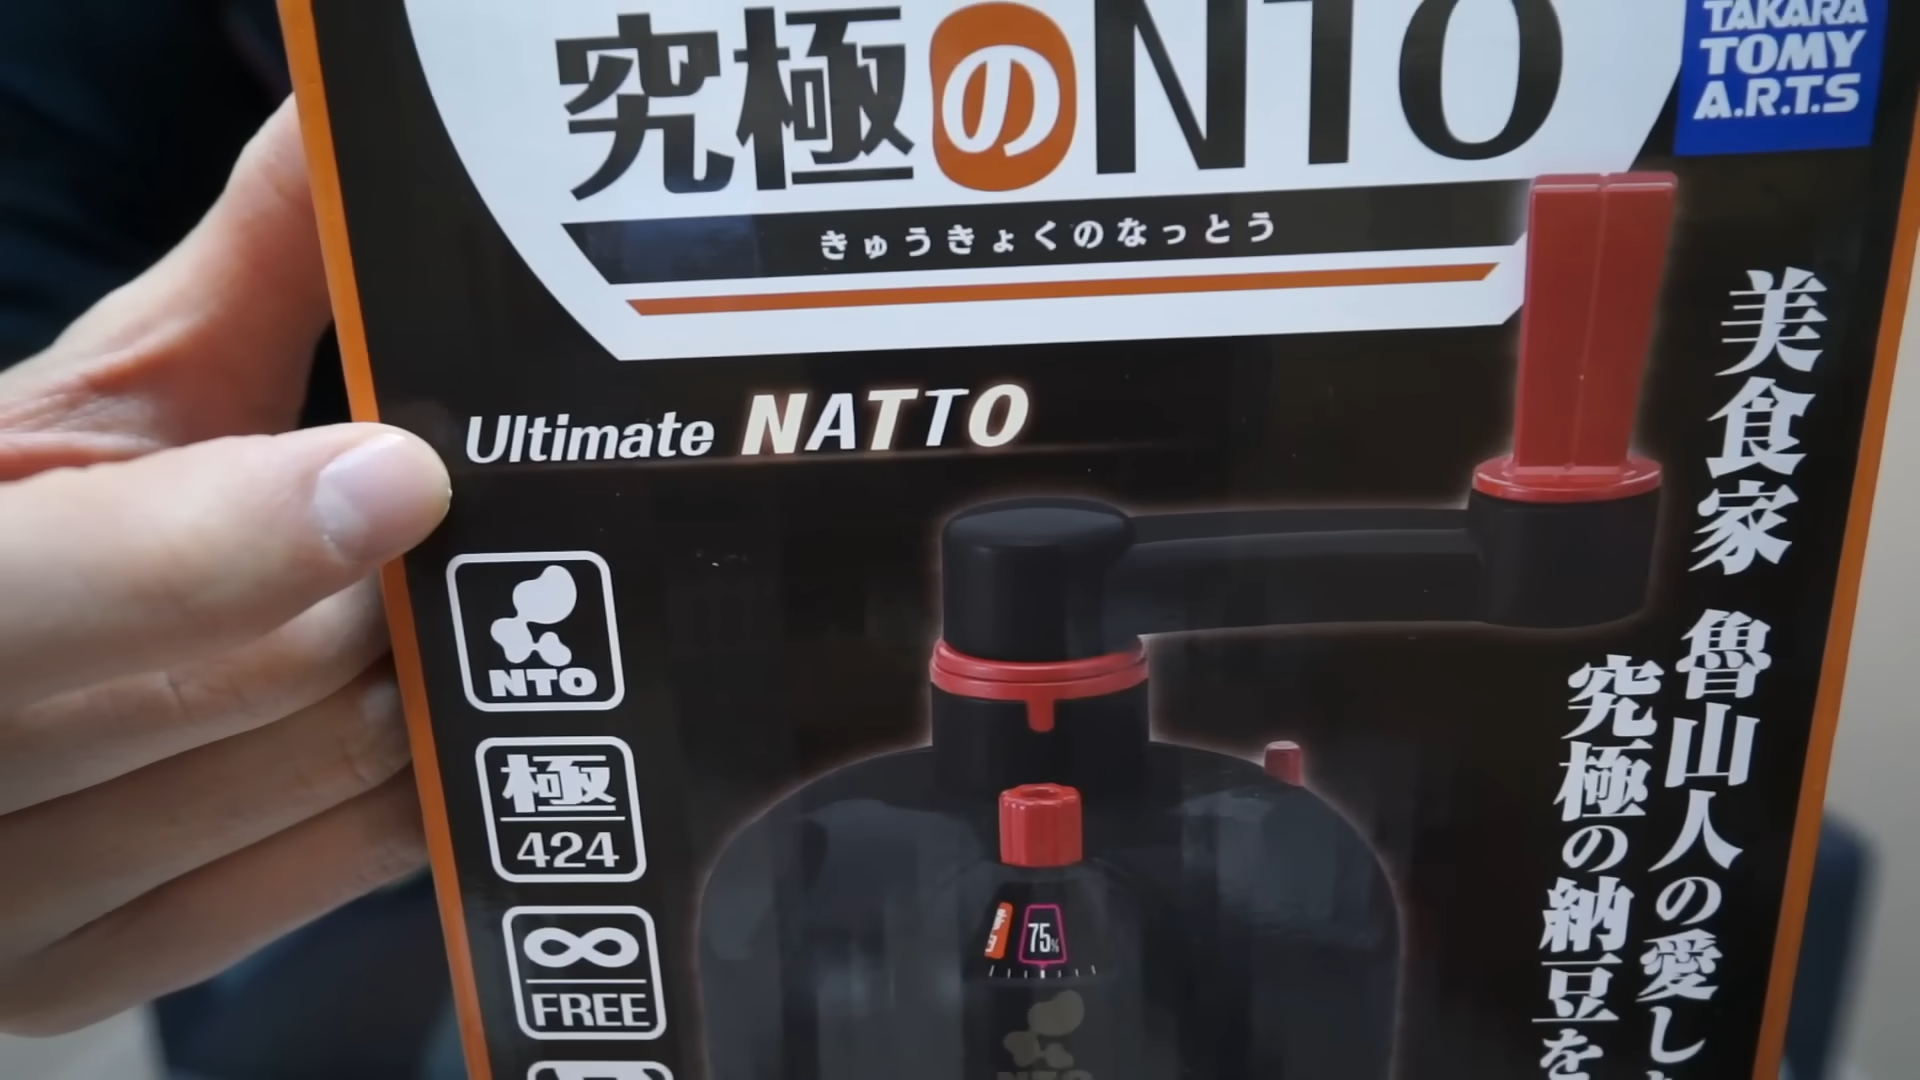 究極のNTO
TAKARA
TOMY
A.R.T.S
きゅうきょくのなっとう
Ultimate NATTO
美食家 魯山人の愛し
究極の納豆を
NTO
極
424
∞
FREE
75%
NTO